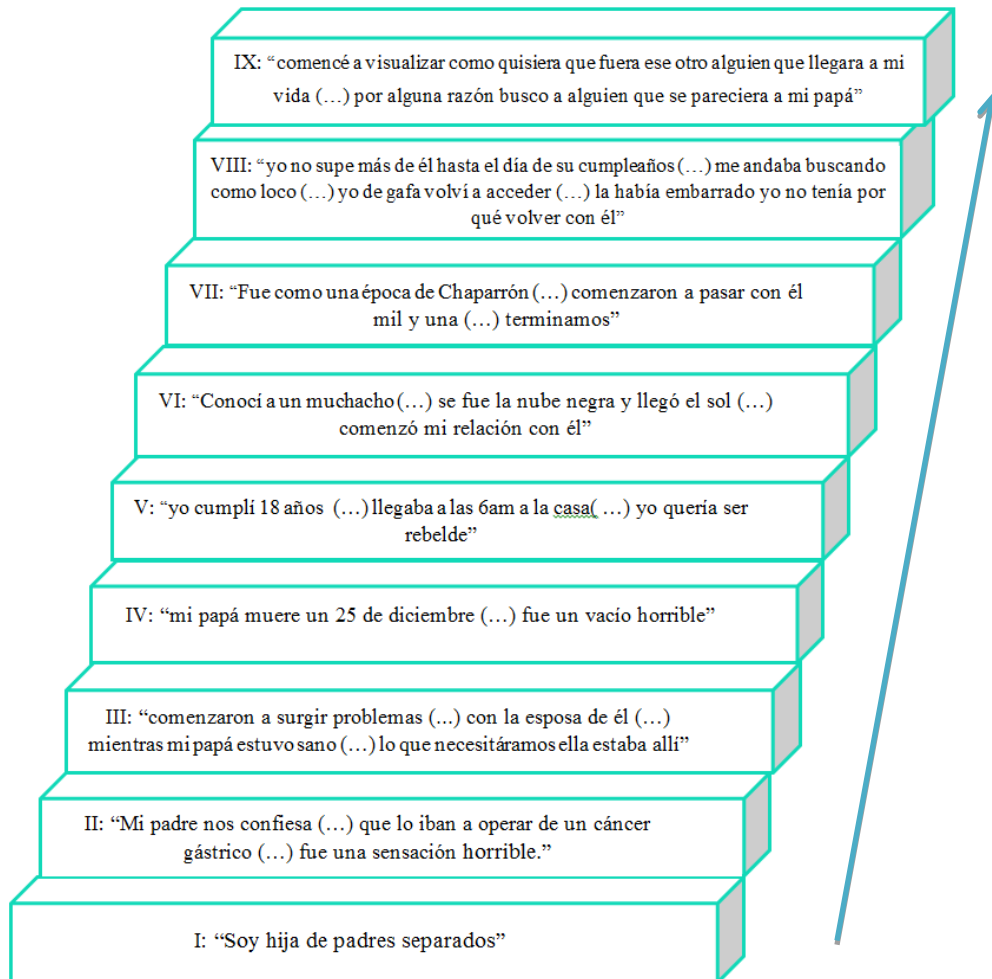 IX: “comencé a visualizar como quisiera que fuera ese otro alguien que llegara a mi
vida (…) por alguna razón busco a alguien que se pareciera a mi papá”
VIII: “yo no supe más de él hasta el día de su cumpleaños (…) me andaba buscando
como loco (…) yo de gafa volví a acceder (…) la había embarrado yo no tenía por
qué volver con él”
VII: “Fue como una época de Chaparrón (…) comenzaron a pasar con él
mil y una (…) terminamos”
VI: “Conocí a un muchacho (…) se fue la nube negra y llegó el sol (…)
comenzó mi relación con él”
V: “yo cumplí 18 años (…) llegaba a las 6am a la casa( …) yo quería ser
rebelde”
IV: “mi papá muere un 25 de diciembre (…) fue un vacío horrible”
III: “comenzaron a surgir problemas (...) con la esposa de él (…)
mientras mi papá estuvo sano (…) lo que necesitáramos ella estaba allí”
II: “Mi padre nos confiesa (…) que lo iban a operar de un cáncer
gástrico (…) fue una sensación horrible.”
I: “Soy hija de padres separados”